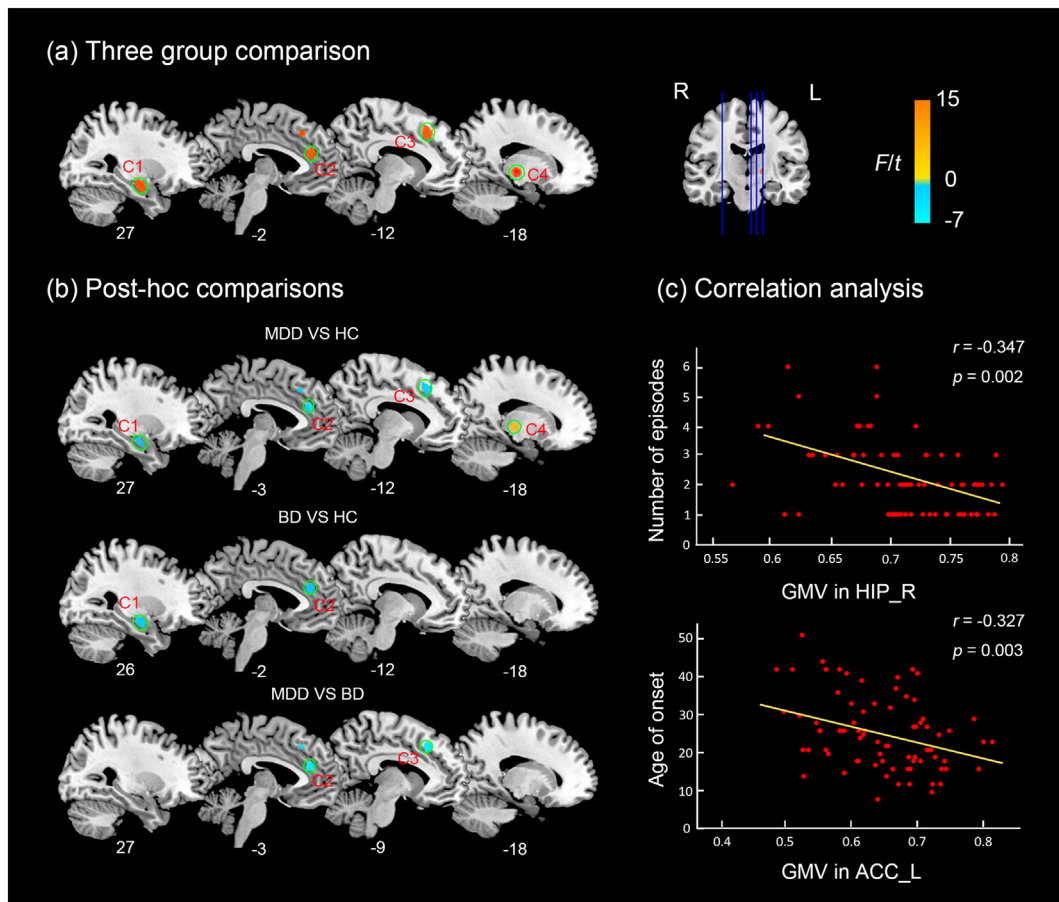 (a) Three group comparison
R L
C1 C2 C3 C4
27 -2 -12 -18
F/t
15
0
-7
(b) Post-hoc comparisons
MDD VS HC
C1 C2 C3 C4
27 -3 -12 -18
BD VS HC
C1 C2
26 -2 -12 -18
MDD VS BD
C2 C3
27 -3 -9 -18
(c) Correlation analysis
r = -0.347
p = 0.002
Number of episodes
6
5
4
3
2
1
0
0.55 0.6 0.65 0.7 0.75 0.8
GMV in HIP_R
r = -0.327
p = 0.003
Age of onset
50
40
30
20
10
0
0.4 0.5 0.6 0.7 0.8
GMV in ACC_L